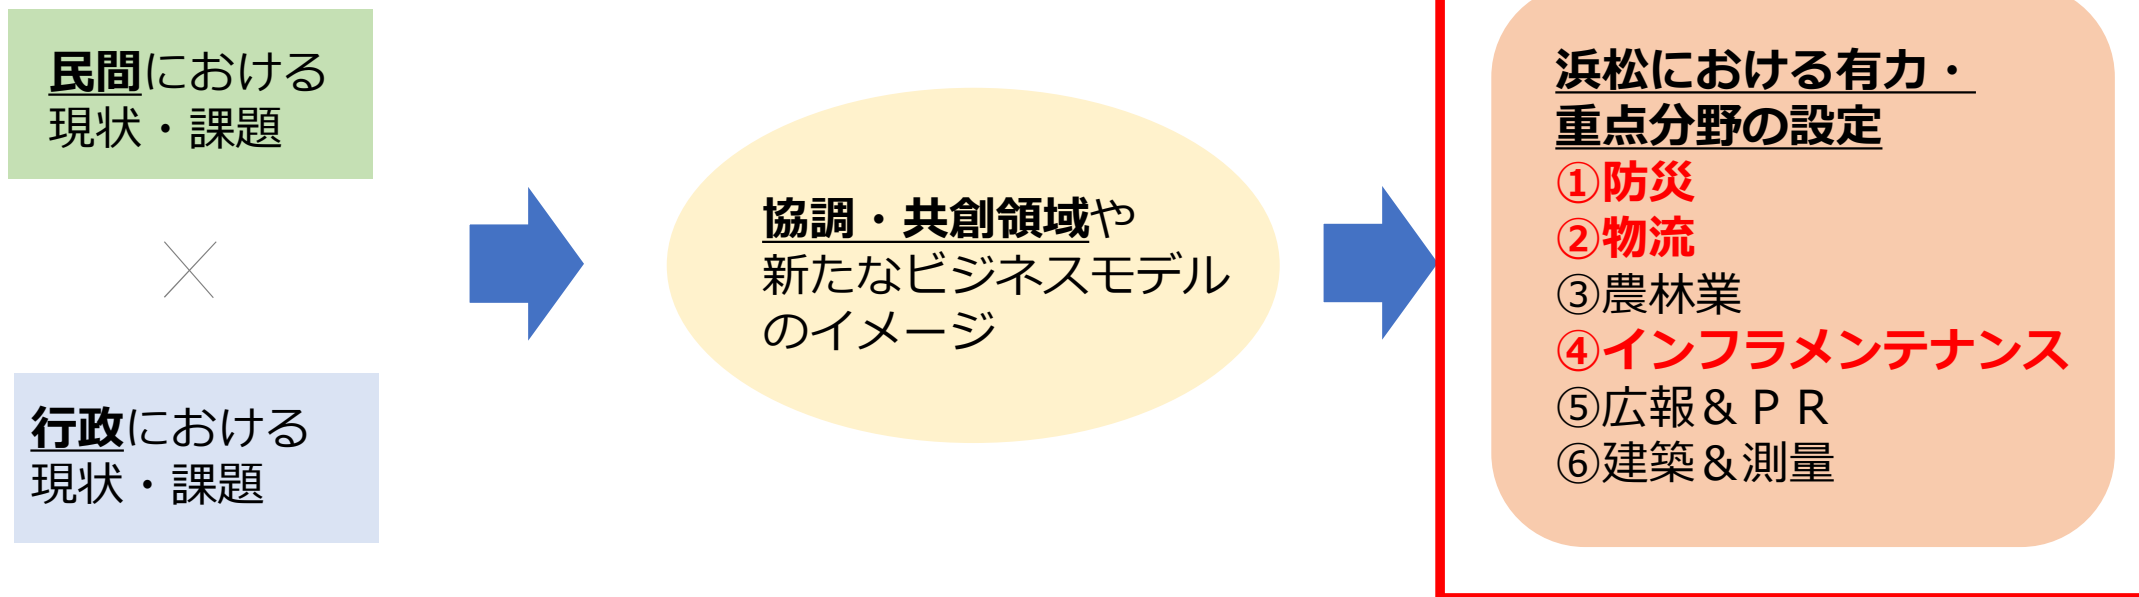 民間における
現状・課題
行政における
現状・課題
協調・共創領域や
新たなビジネスモデル
のイメージ
浜松における有力・
重点分野の設定
①防災
②物流
③農林業
④インフラメンテナンス
⑤広報＆ＰＲ
⑥建築＆測量